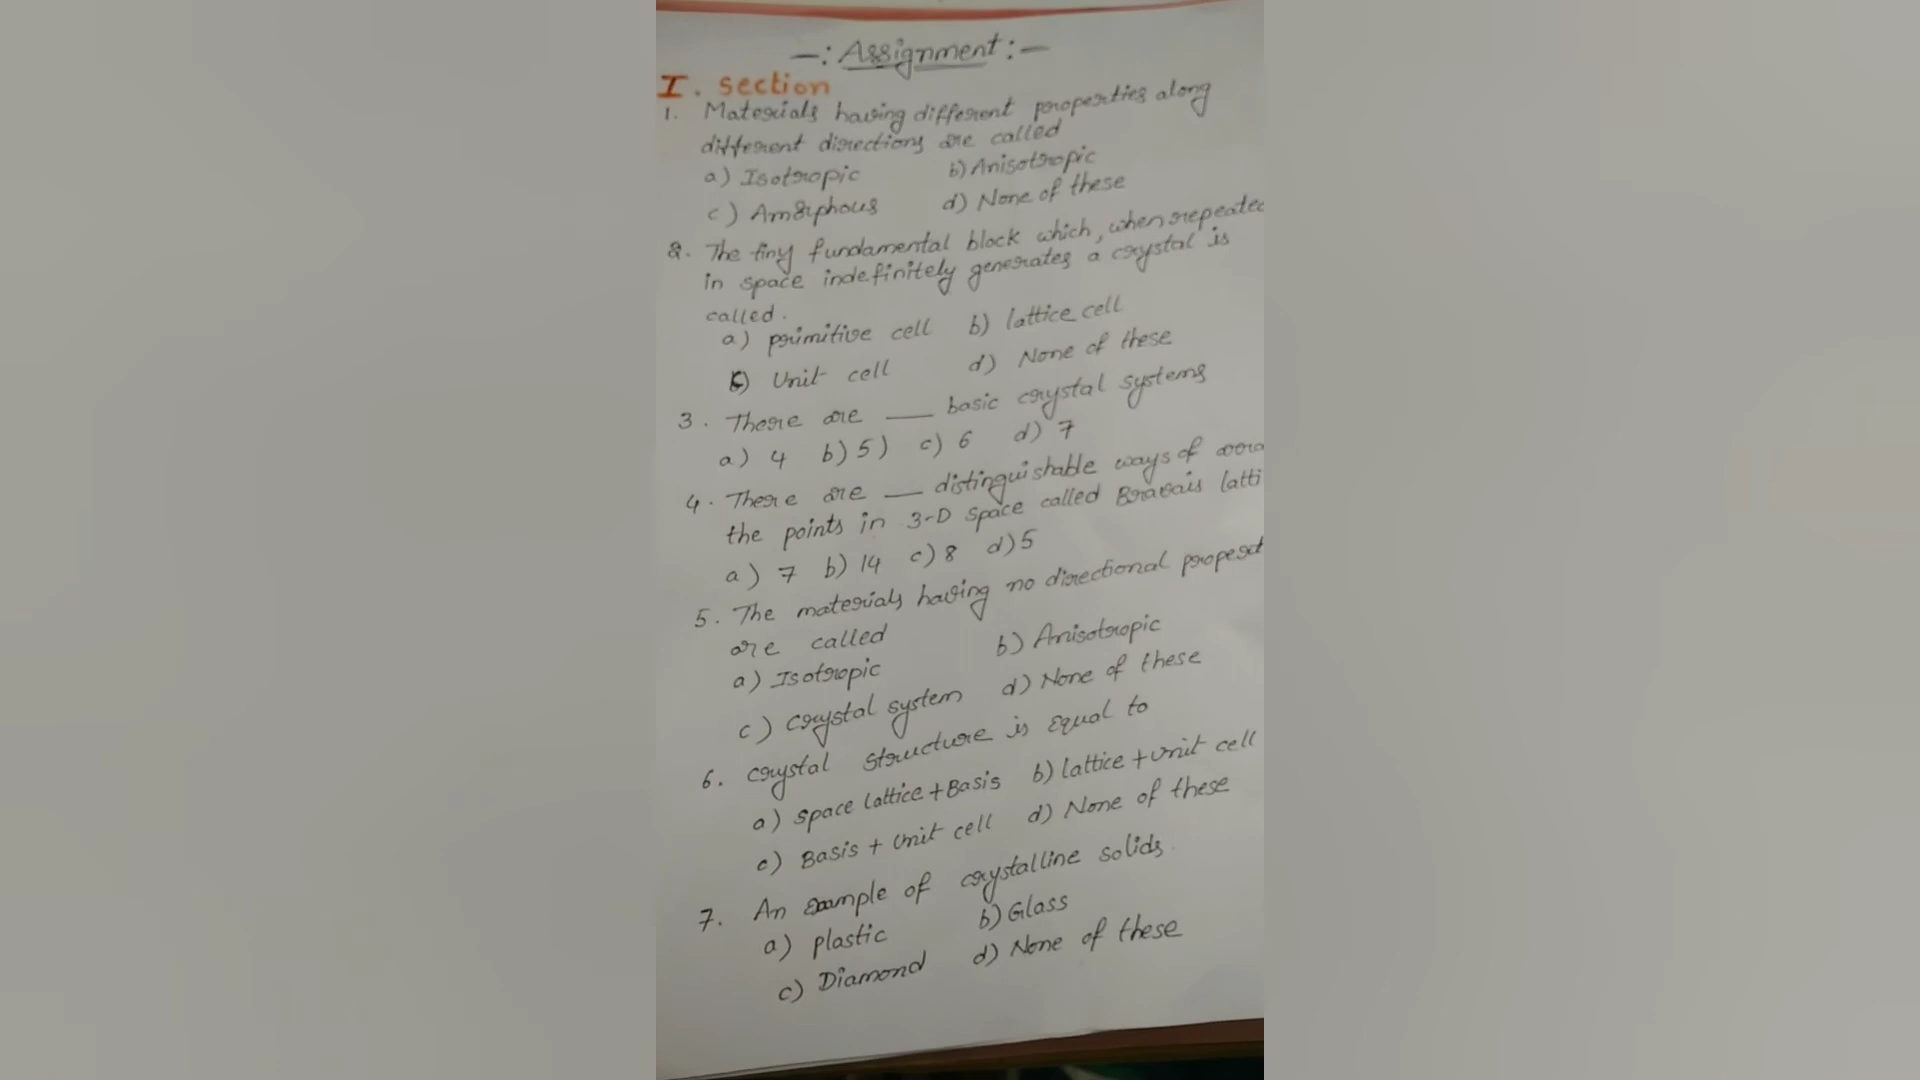 -: Assignment :-
I. section
1. Materials having different properties along
different directions are called
a) Isotropic b) Anisotropic
c) Amorphous d) None of these
2. The tiny fundamental block which, when repeated
in space indefinitely generates a crystal is
called.
a) primitive cell b) lattice cell
c) Unit cell d) None of these
3. There are ___ basic crystal systems
a) 4 b) 5) c) 6 d) 7
4. There are ___ distinguishable ways of
the points in 3-D space called Bravais latti
a) 7 b) 14 c) 8 d) 5
5. The materials having no directional propert
are called
a) Isotropic b) Anisotropic
c) crystal system d) None of these
6. crystal structure is equal to
a) space lattice + Basis b) lattice + unit cell
c) Basis + Unit cell d) None of these
7. An Example of crystalline solids.
a) plastic b) Glass
c) Diamond d) None of these